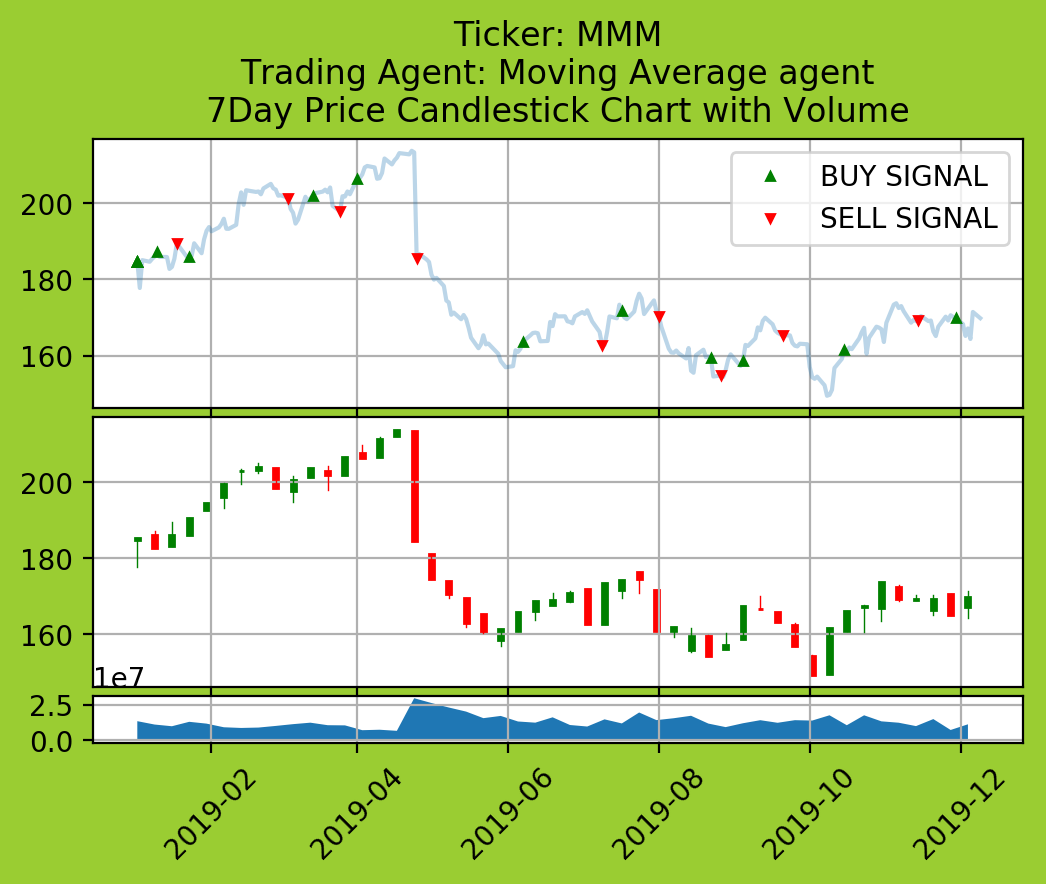 Ticker: MMM
Trading Agent: Moving Average agent
7Day Price Candlestick Chart with Volume
BUY SIGNAL
SELL SIGNAL
200
180
160
200
180
160
1e7
2.5
0.0
2019-02
2019-04
2019-06
2019-08
2019-10
2019-12